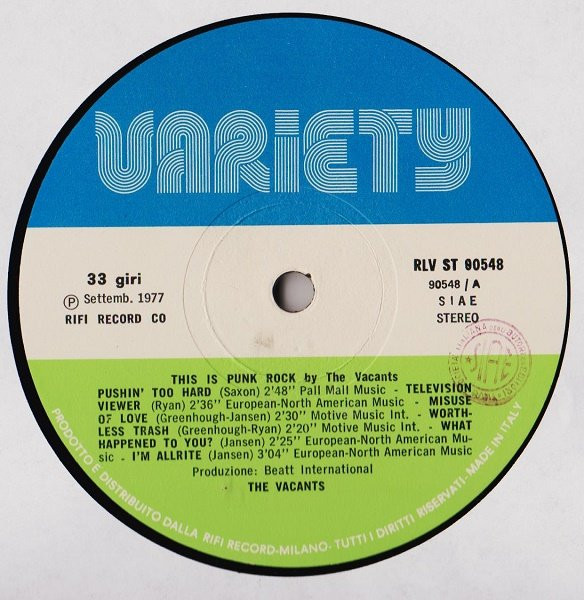 VARIETY
33 giri
Ⓟ Settemb. 1977
RIFI RECORD CO
RLV ST 90548
90548/A
S I A E
STEREO
THIS IS PUNK ROCK by The Vacants
PUSHIN' TOO HARD (Saxon) 2'48" Pall Mall Music - TELEVISION
VIEWER (Ryan) 2'36" European-North American Music - MISUSE
OF LOVE (Greenhough-Jansen) 2'30" Motive Music Int. - WORTH-
LESS TRASH (Greenhough-Ryan) 2'20" Motive Music Int. - WHAT
HAPPENED TO YOU? (Jansen) 2'25" European-North American Mu-
sic - I'M ALLRITE (Jansen) 3'04" European-North American Music
Produzione: Beatt International
THE VACANTS
PRODOTTO E DISTRIBUITO DALLA RIFI RECORD-MILANO-TUTTI I DIRITTI RISERVATI-MADE IN ITALY
SIAE